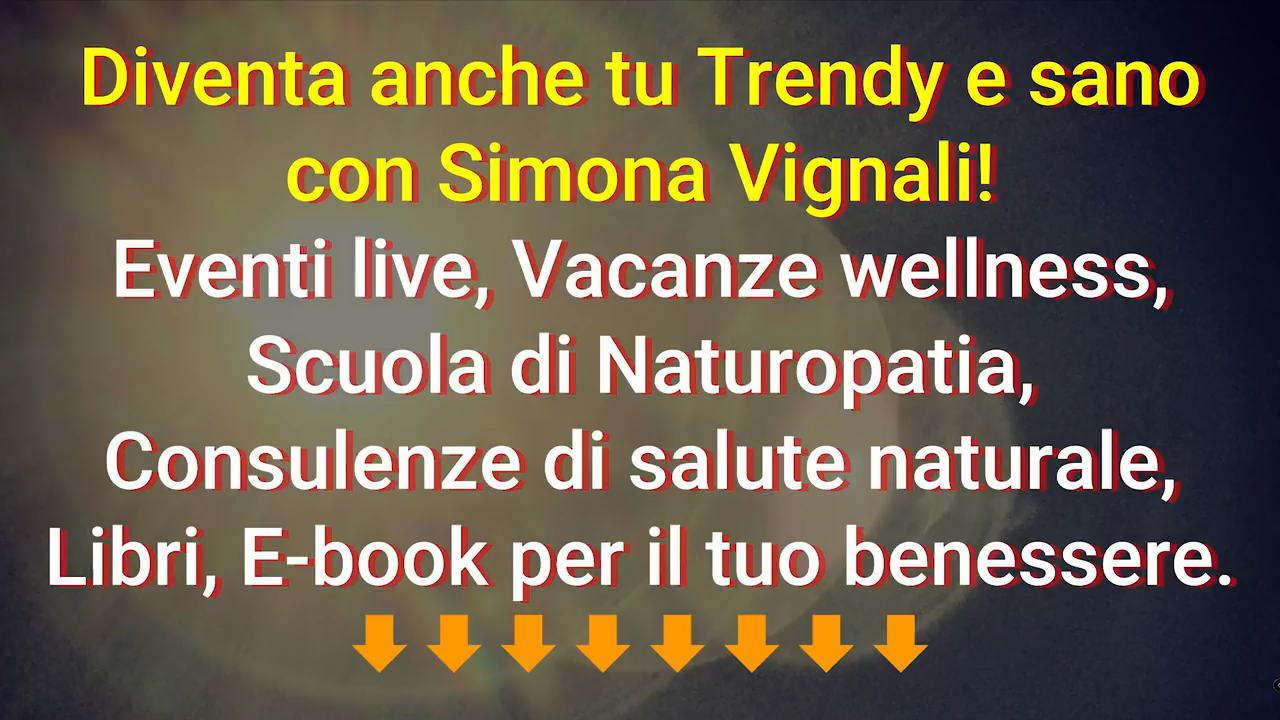 Diventa anche tu Trendy e sano
con Simona Vignali!
Eventi live, Vacanze wellness,
Scuola di Naturopatia,
Consulenze di salute naturale,
Libri, E-book per il tuo benessere.